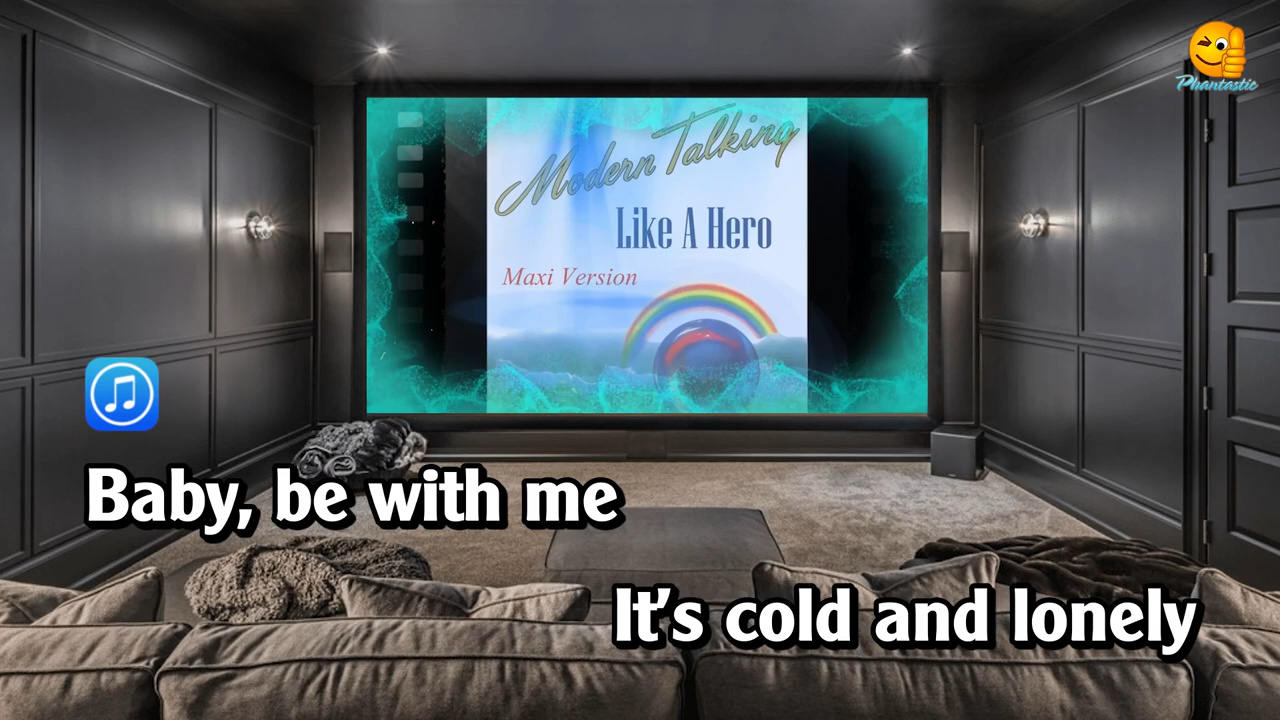 Phantastic
Modern Talking
Like A Hero
Maxi Version
Baby, be with me
It's cold and lonely